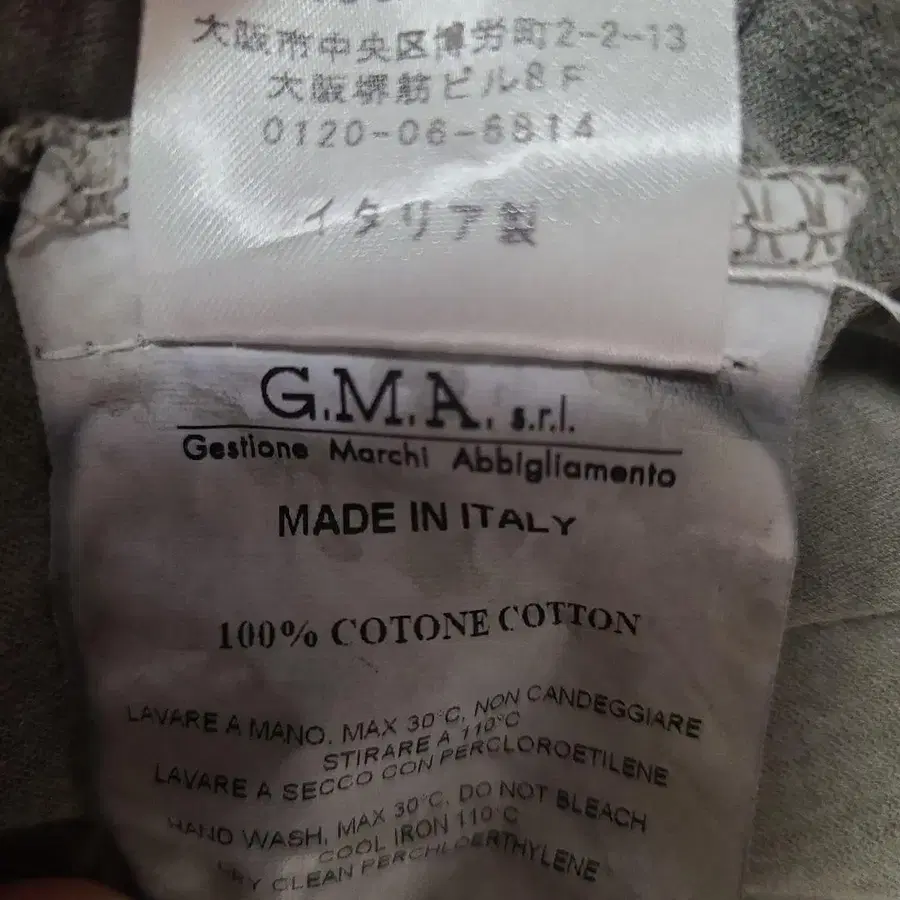 大阪市中央区博労町2-2-13
大阪堺筋ビル8F
0120-06-6814
イタリア製
G.M.A. s.r.l.
Gestione Marchi Abbigliamento
MADE IN ITALY
100% COTONE COTTON
LAVARE A MANO. MAX 30°C, NON CANDEGGIARE
STIRARE A 110°C
LAVARE A SECCO CON PERCLOROETILENE
HAND WASH, MAX 30°C, DO NOT BLEACH
COOL IRON 110°C
DRY CLEAN PERCHLOERTHYLENE